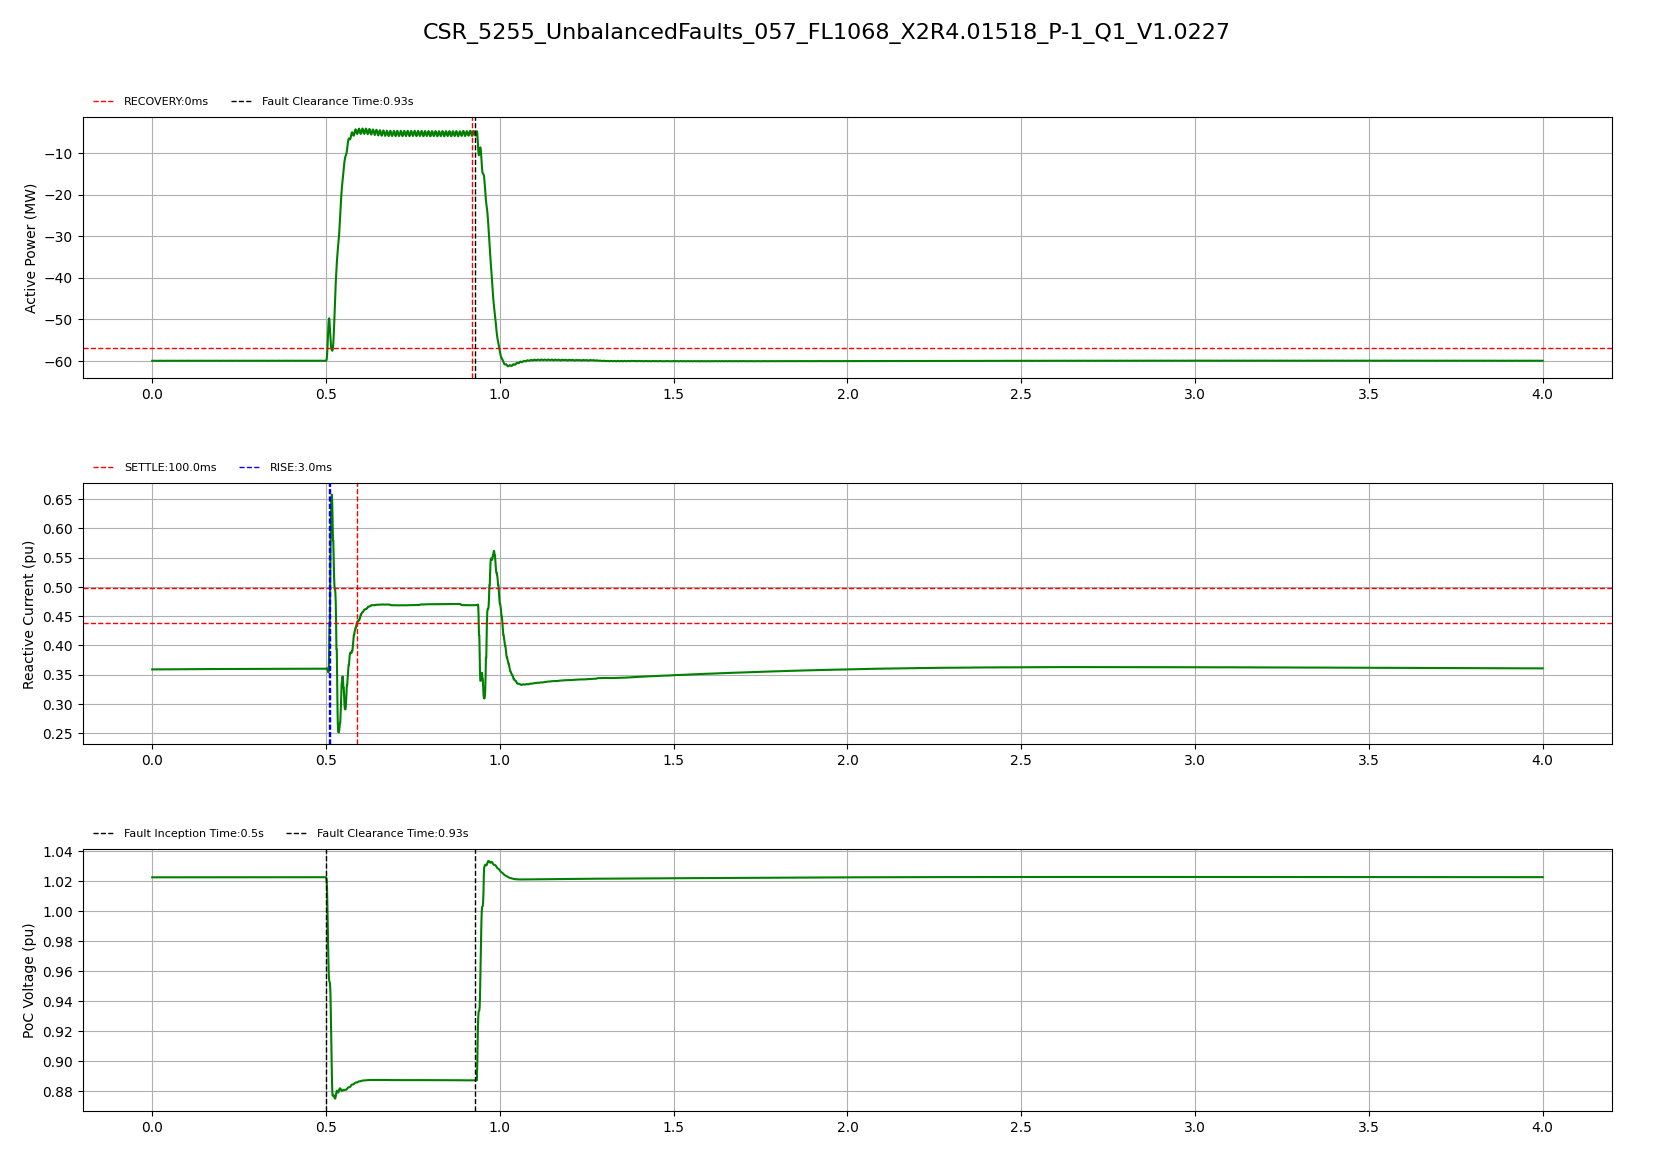 CSR_5255_UnbalancedFaults_057_FL1068_X2R4.01518_P-1_Q1_V1.0227
RECOVERY:0ms Fault Clearance Time:0.93s
Active Power (MW)
−10
−20
−30
−40
−50
−60
0.0 0.5 1.0 1.5 2.0 2.5 3.0 3.5 4.0
SETTLE:100.0ms RISE:3.0ms
Reactive Current (pu)
0.65
0.60
0.55
0.50
0.45
0.40
0.35
0.30
0.25
0.0 0.5 1.0 1.5 2.0 2.5 3.0 3.5 4.0
Fault Inception Time:0.5s Fault Clearance Time:0.93s
PoC Voltage (pu)
1.04
1.02
1.00
0.98
0.96
0.94
0.92
0.90
0.88
0.0 0.5 1.0 1.5 2.0 2.5 3.0 3.5 4.0